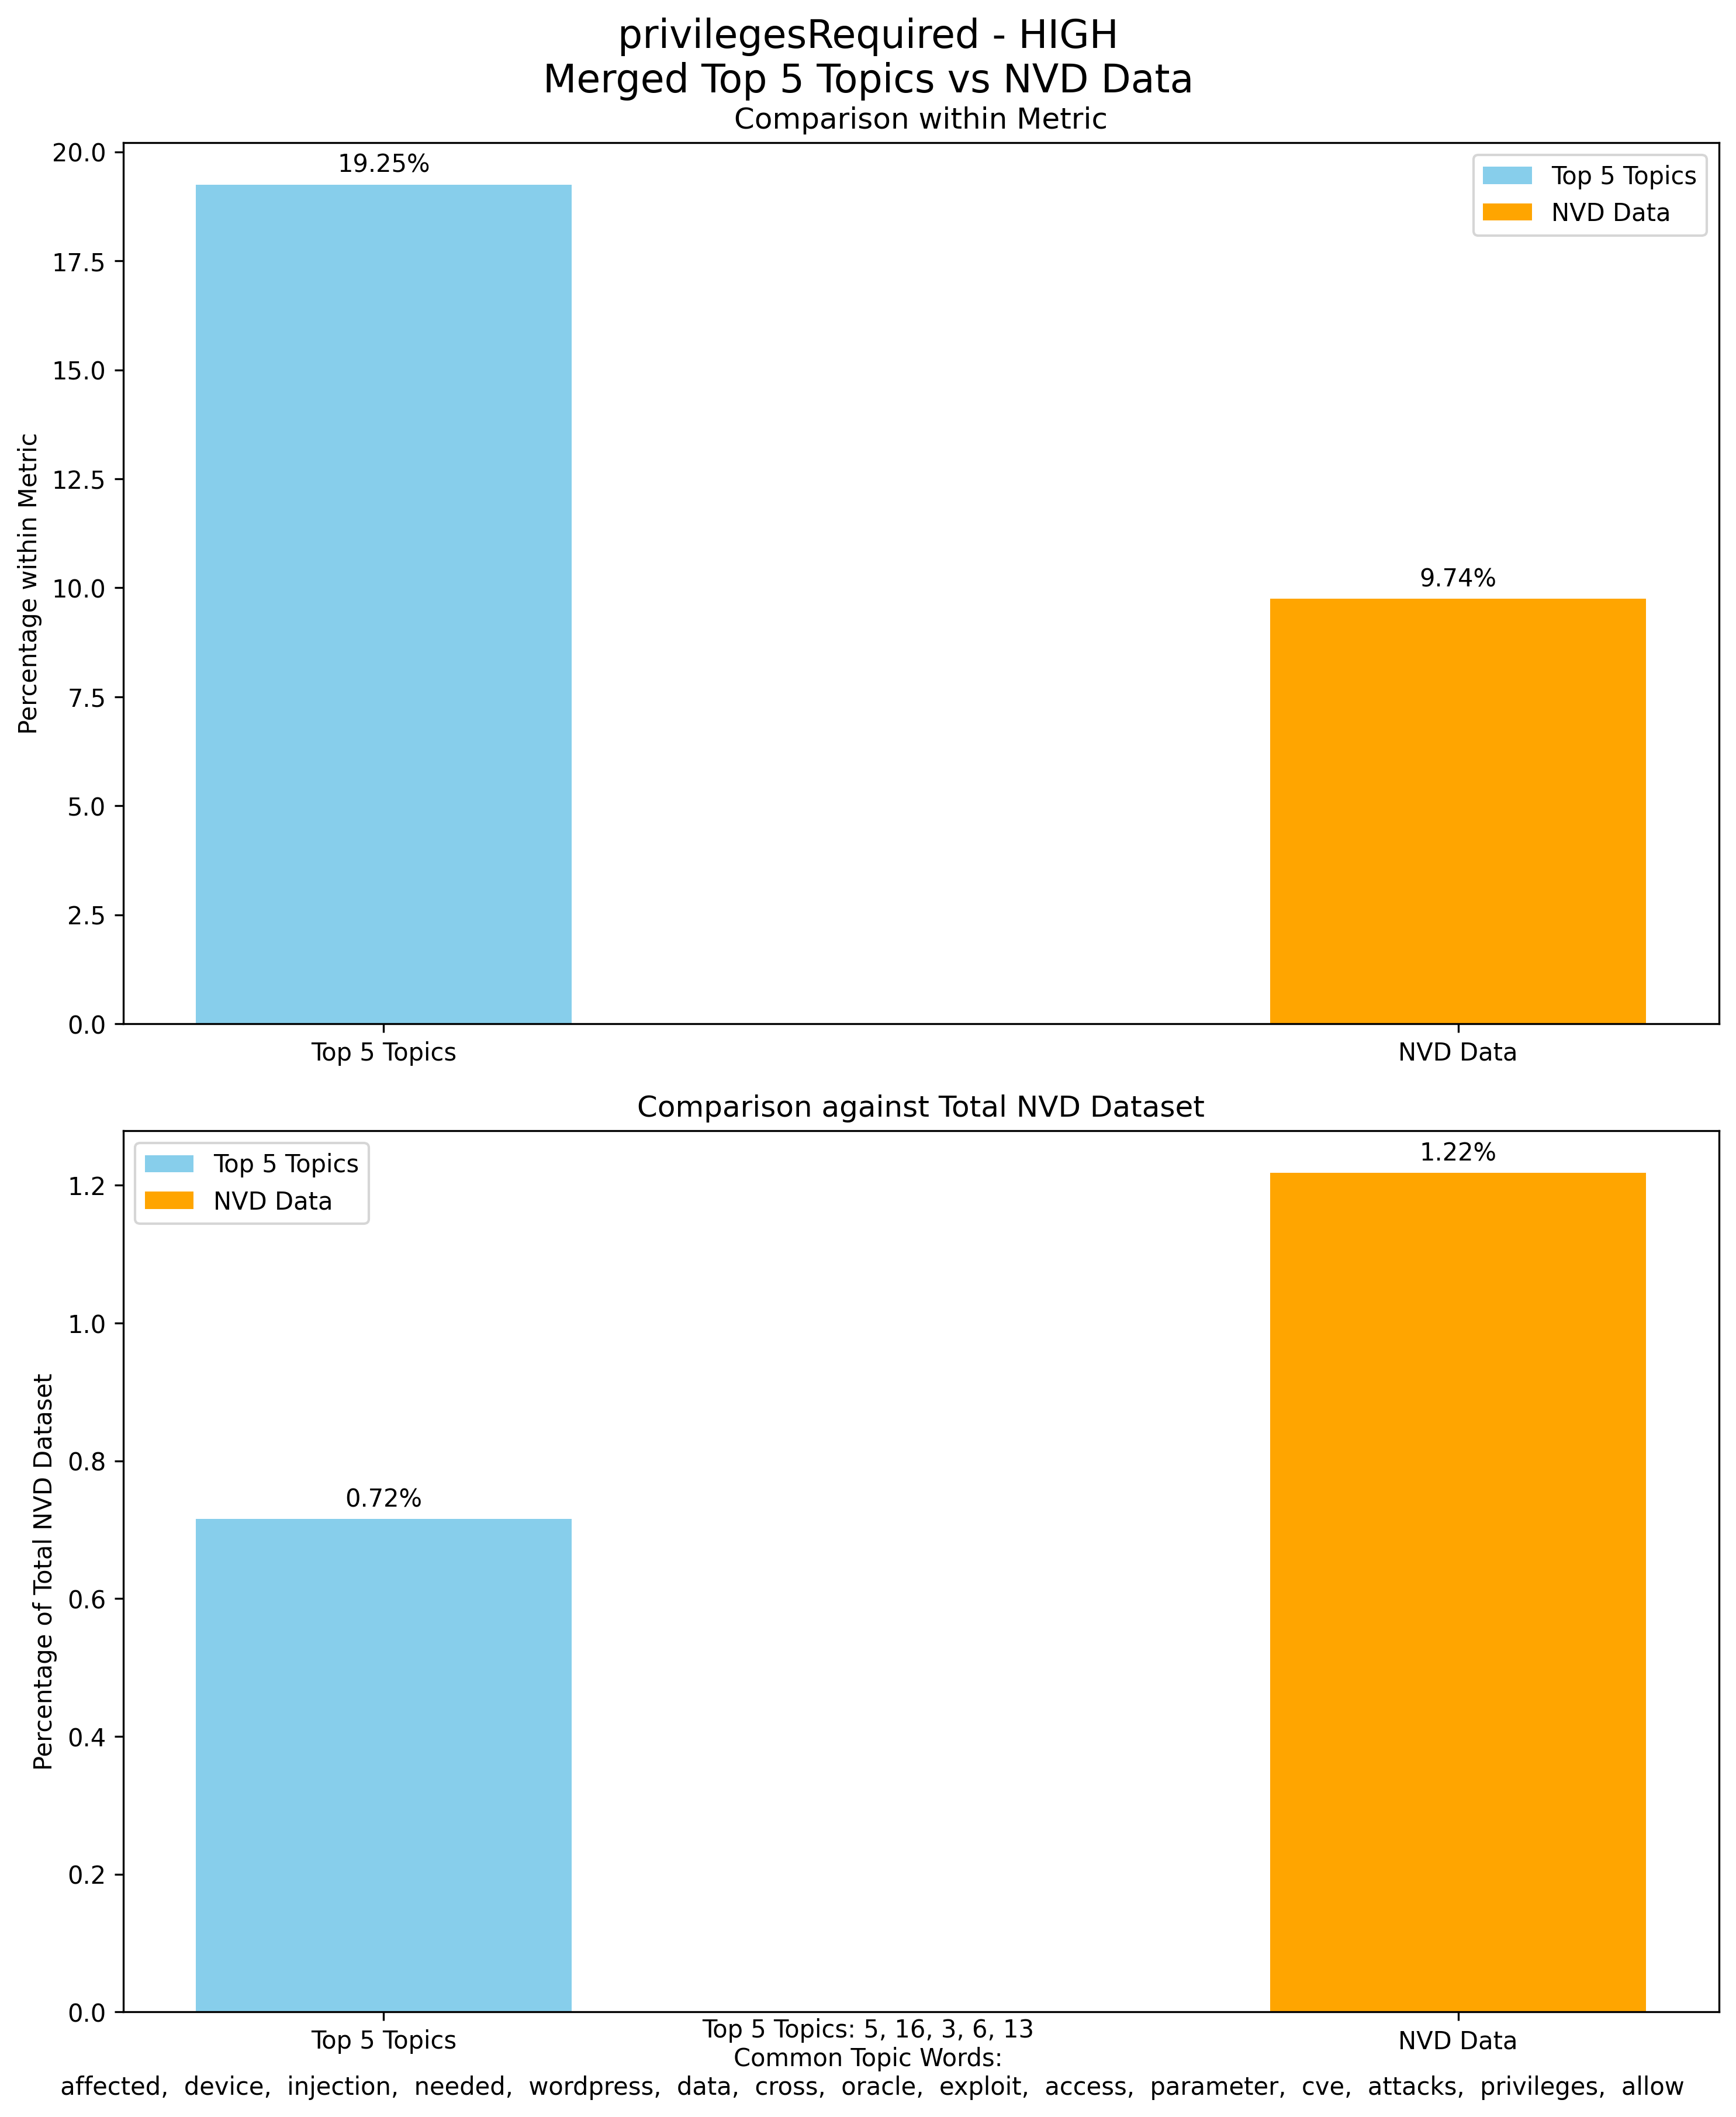 privilegesRequired - HIGH
Merged Top 5 Topics vs NVD Data
Comparison within Metric
20.0
17.5
15.0
12.5
10.0
7.5
5.0
2.5
0.0
Percentage within Metric
19.25%
9.74%
Top 5 Topics
NVD Data
Top 5 Topics
NVD Data
Comparison against Total NVD Dataset
1.2
1.0
0.8
0.6
0.4
0.2
0.0
Percentage of Total NVD Dataset
Top 5 Topics
NVD Data
0.72%
1.22%
Top 5 Topics
NVD Data
Top 5 Topics: 5, 16, 3, 6, 13
Common Topic Words:
affected, device, injection, needed, wordpress, data, cross, oracle, exploit, access, parameter, cve, attacks, privileges, allow